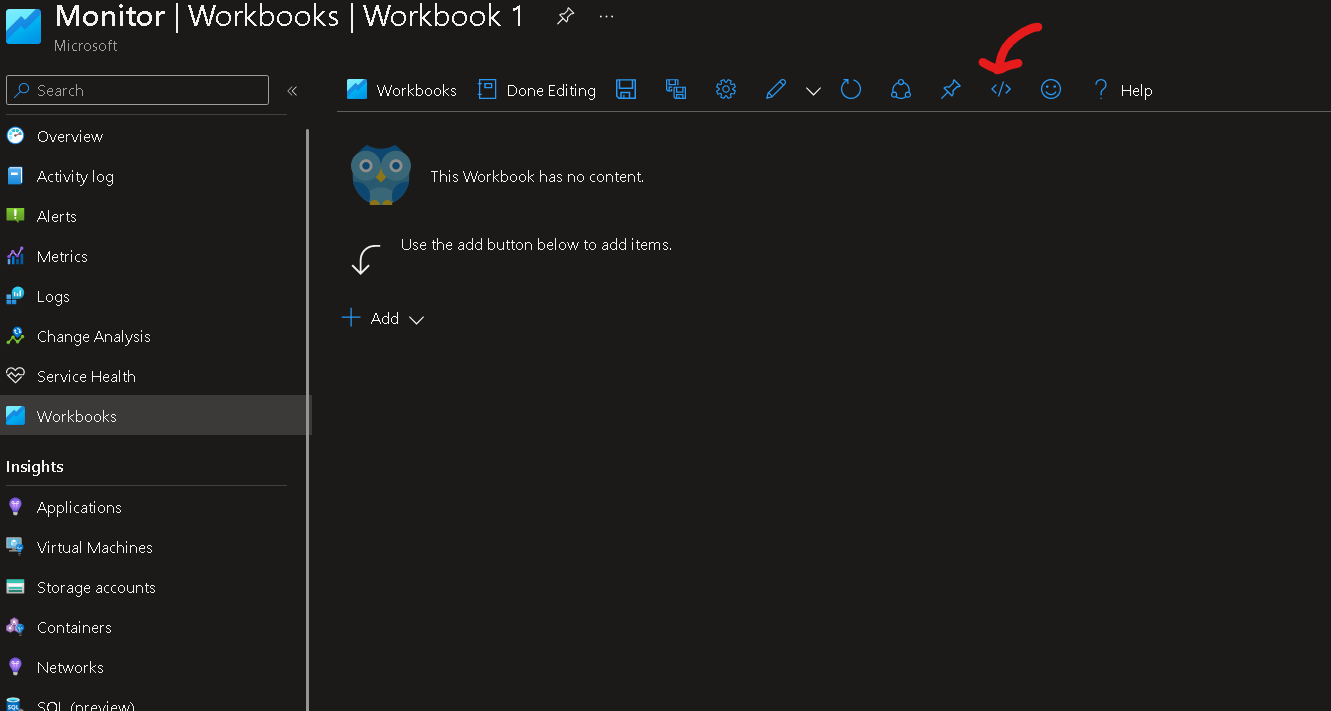 Monitor | Workbooks | Workbook 1
Microsoft
Search
Workbooks Done Editing Help
Overview
Activity log
Alerts
Metrics
Logs
Change Analysis
Service Health
Workbooks
Insights
Applications
Virtual Machines
Storage accounts
Containers
Networks
SQL (preview)
This Workbook has no content.
Use the add button below to add items.
Add